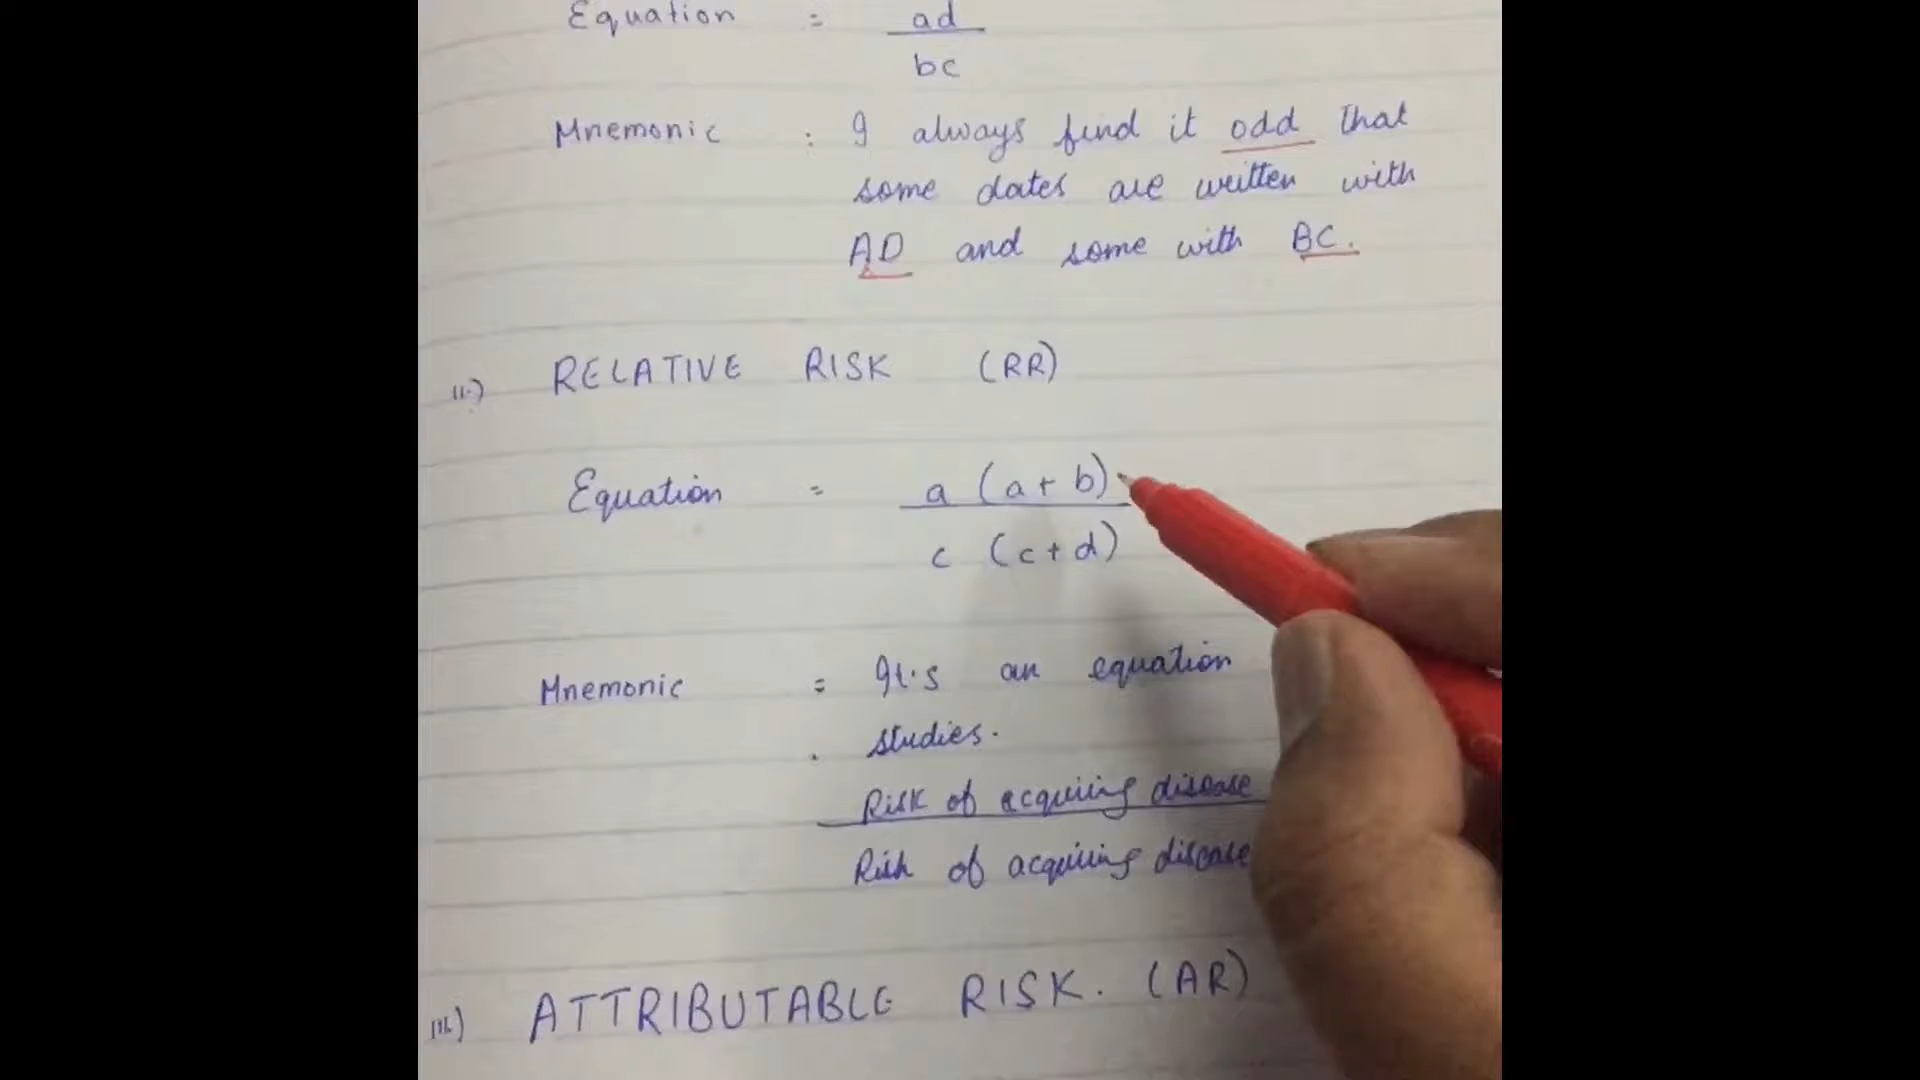 Equation = ad
bc
Mnemonic : I always find it odd that
some dates are written with
AD and some with BC.
11.) RELATIVE RISK (RR)
Equation = a (a+b)
c (c+d)
Mnemonic = It's an equation
studies.
Risk of acquiring disease
Risk of acquiring disease
111.) ATTRIBUTABLE RISK. (AR)